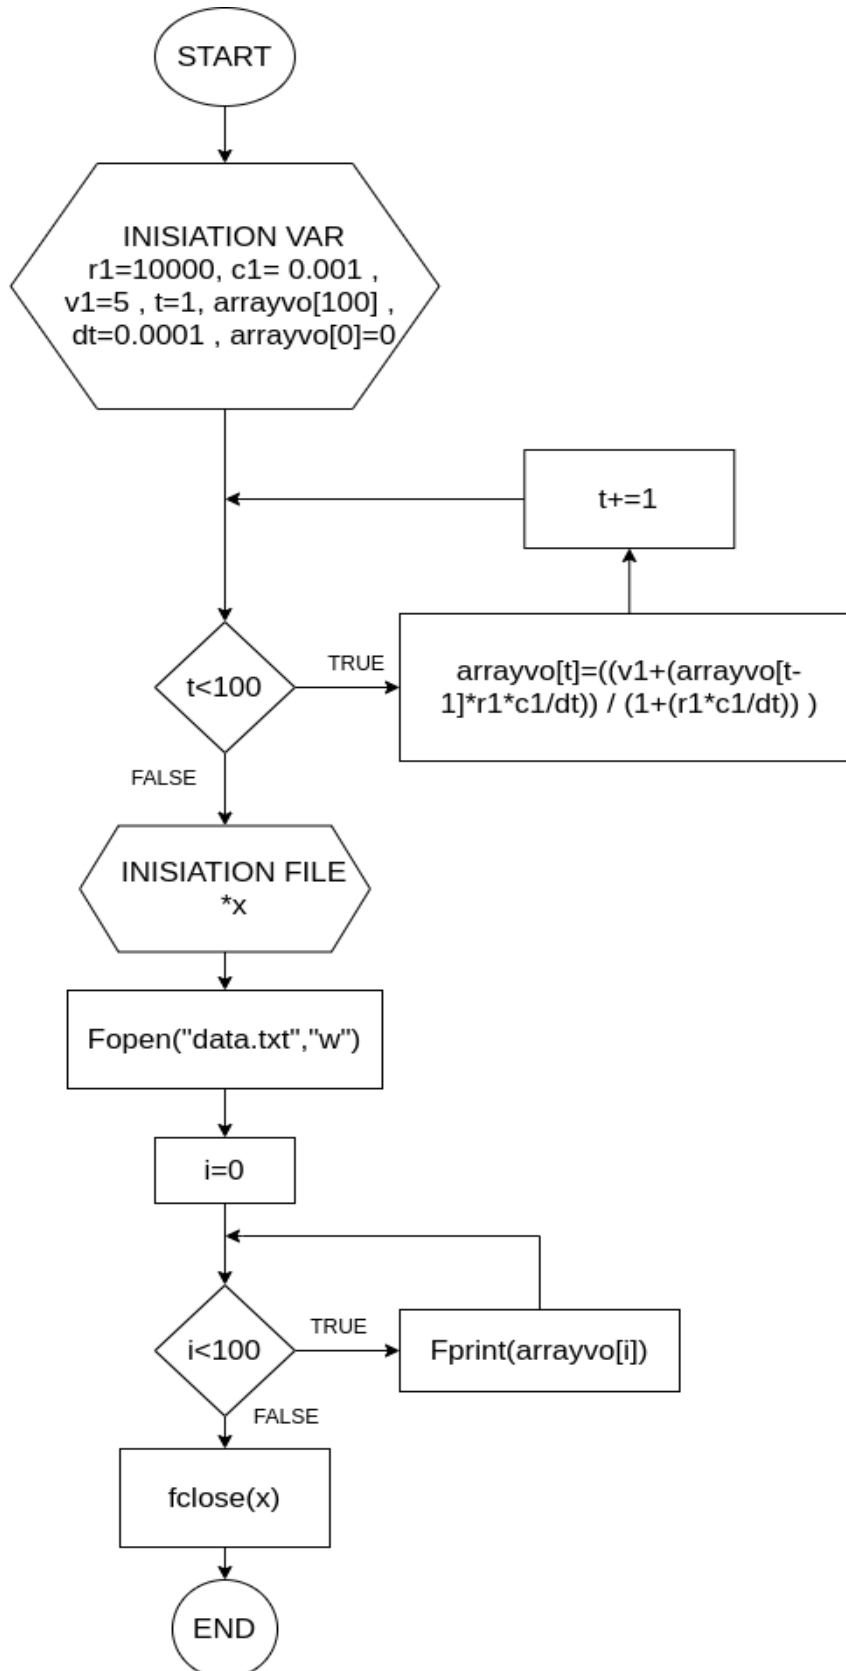 START
INISIATION VAR
r1=10000, c1= 0.001 ,
v1=5 , t=1, arrayvo[100] ,
dt=0.0001 , arrayvo[0]=0
t+=1
t<100
TRUE
arrayvo[t]=((v1+(arrayvo[t-
1]*r1*c1/dt)) / (1+(r1*c1/dt)) )
FALSE
INISIATION FILE
*x
Fopen("data.txt","w")
i=0
i<100
TRUE
Fprint(arrayvo[i])
FALSE
fclose(x)
END